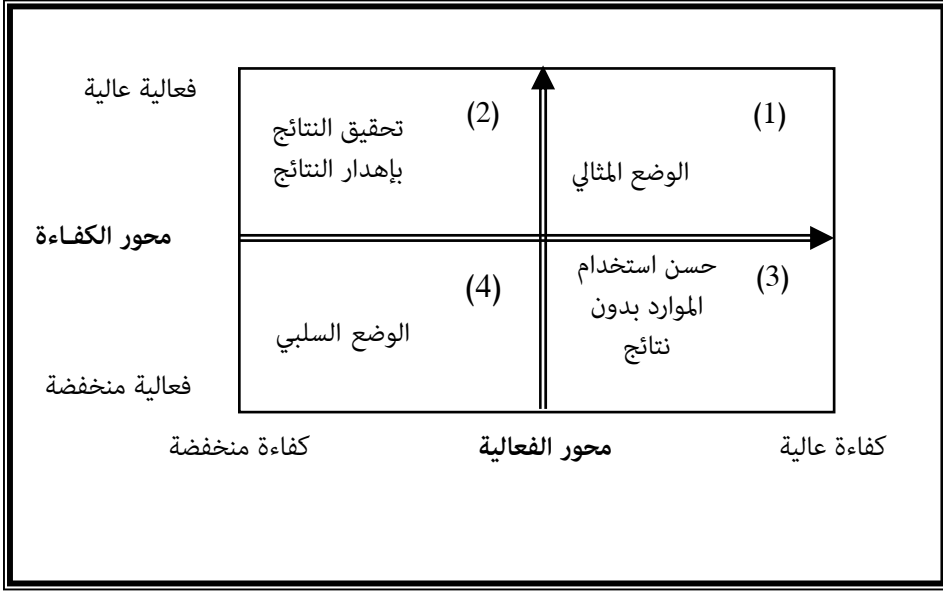 فعالية عالية
(1)
الوضع المثالي
(2)
تحقيق النتائج
بإهدار النتائج
محور الكفـاءة
(3)
حسن استخدام
الموارد بدون
نتائج
(4)
الوضع السلبي
فعالية منخفضة
كفاءة عالية
محور الفعالية
كفاءة منخفضة